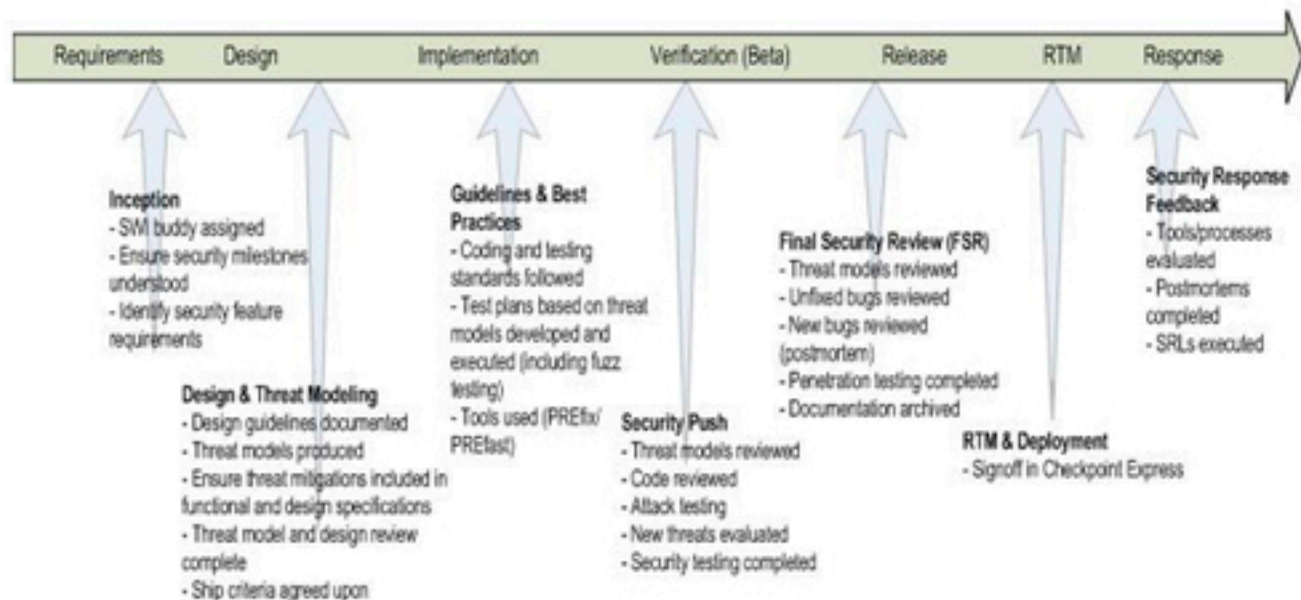 Requirements Design Implementation Verification (Beta) Release RTM Response
Inception
- SWI buddy assigned
- Ensure security milestones
understood
- Identify security feature
requirements
Design & Threat Modeling
- Design guidelines documented
- Threat models produced
- Ensure threat mitigations included in
functional and design specifications
- Threat model and design review
complete
- Ship criteria agreed upon
Guidelines & Best
Practices
- Coding and testing
standards followed
- Test plans based on threat
models developed and
executed (including fuzz
testing)
- Tools used (PREfix/
PREfast)
Security Push
- Threat models reviewed
- Code reviewed
- Attack testing
- New threats evaluated
- Security testing completed
Final Security Review (FSR)
- Threat models reviewed
- Unfixed bugs reviewed
- New bugs reviewed
(postmortem)
- Penetration testing completed
- Documentation archived
RTM & Deployment
- Signoff in Checkpoint Express
Security Response
Feedback
- Tools/processes
evaluated
- Postmortems
completed
- SRLs executed